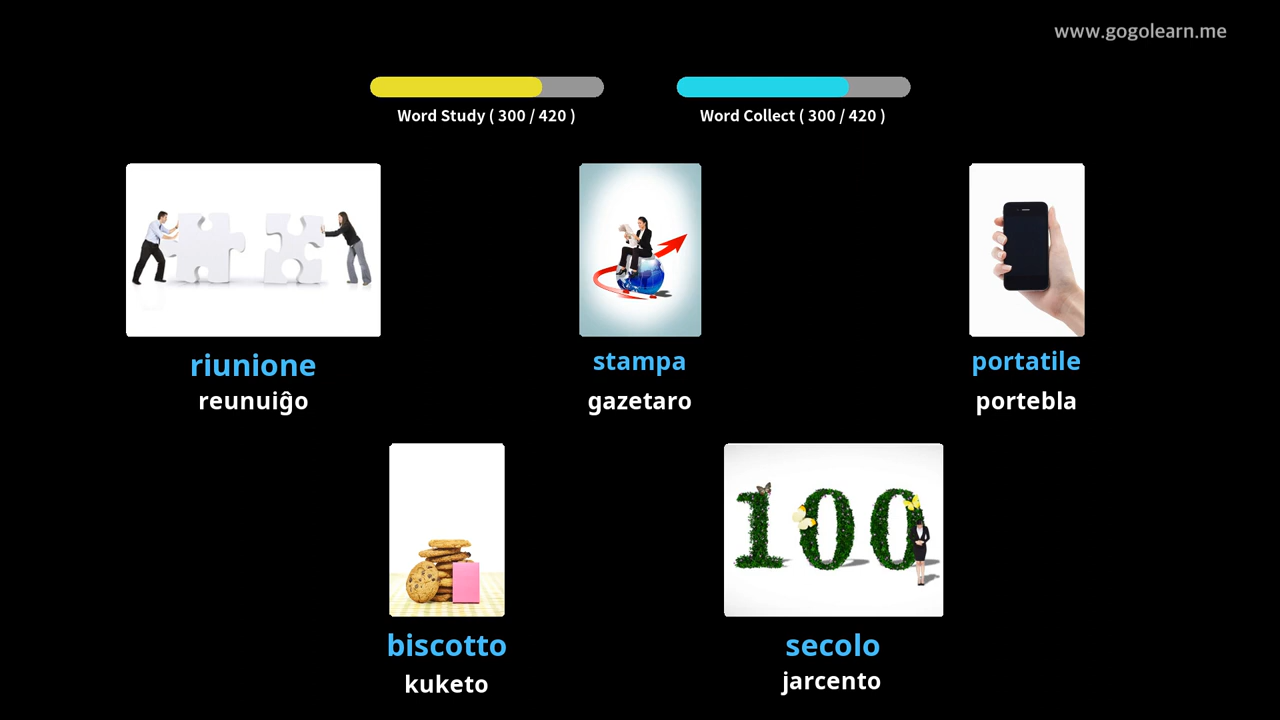 www.gogolearn.me
Word Study ( 300 / 420 )
Word Collect ( 300 / 420 )
riunione
reunuiĝo
stampa
gazetaro
portatile
portebla
biscotto
kuketo
secolo
jarcento